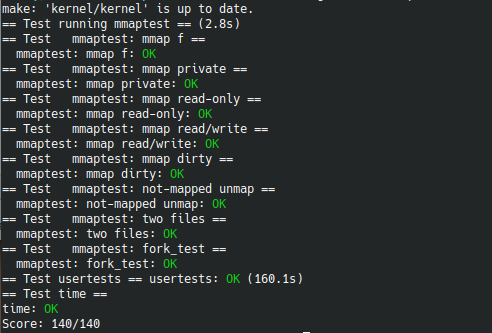 make: 'kernel/kernel' is up to date.
== Test running mmaptest == (2.8s)
== Test   mmaptest: mmap f ==
  mmaptest: mmap f: OK
== Test   mmaptest: mmap private ==
  mmaptest: mmap private: OK
== Test   mmaptest: mmap read-only ==
  mmaptest: mmap read-only: OK
== Test   mmaptest: mmap read/write ==
  mmaptest: mmap read/write: OK
== Test   mmaptest: mmap dirty ==
  mmaptest: mmap dirty: OK
== Test   mmaptest: not-mapped unmap ==
  mmaptest: not-mapped unmap: OK
== Test   mmaptest: two files ==
  mmaptest: two files: OK
== Test   mmaptest: fork_test ==
  mmaptest: fork_test: OK
== Test usertests == usertests: OK (160.1s)
== Test time ==
time: OK
Score: 140/140